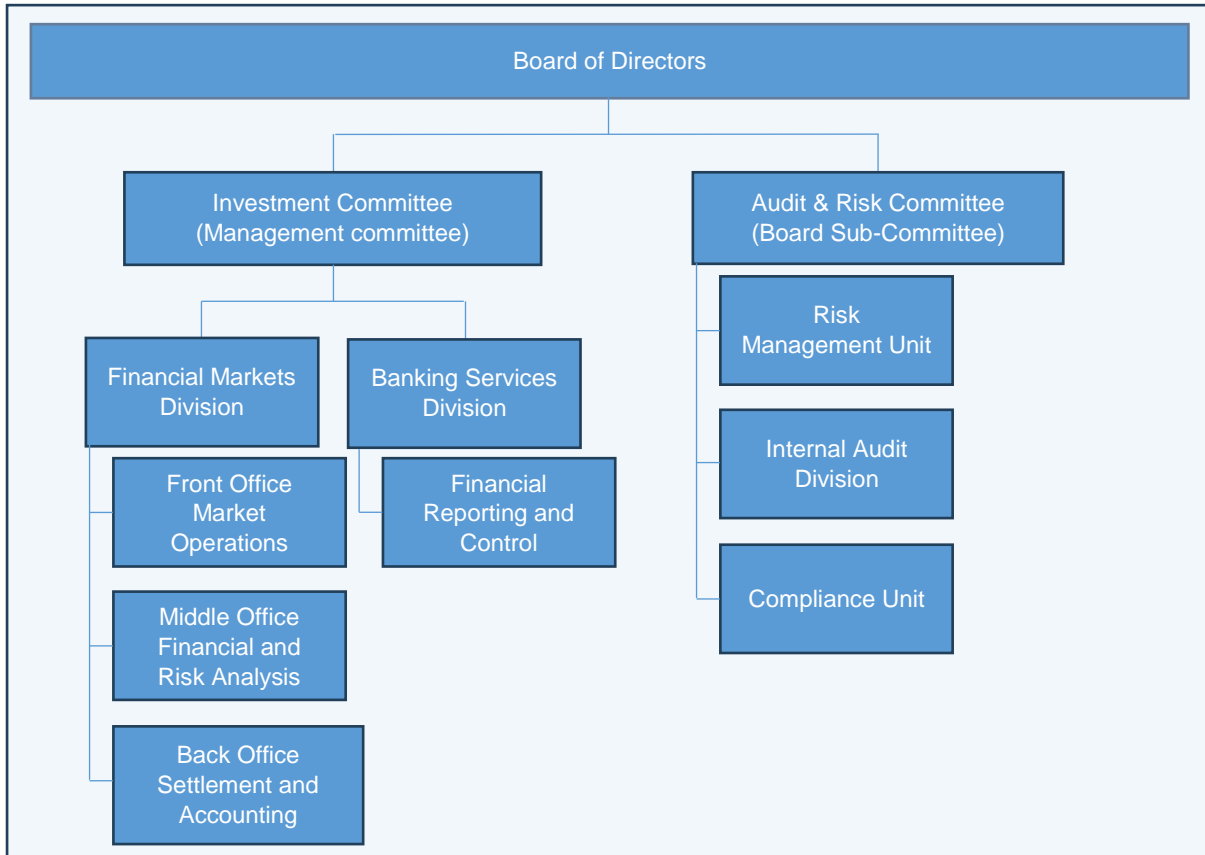 Board of Directors
Investment Committee
(Management committee)
Audit & Risk Committee
(Board Sub-Committee)
Financial Markets
Division
Banking Services
Division
Front Office
Market
Operations
Financial
Reporting and
Control
Middle Office
Financial and
Risk Analysis
Back Office
Settlement and
Accounting
Risk
Management Unit
Internal Audit
Division
Compliance Unit